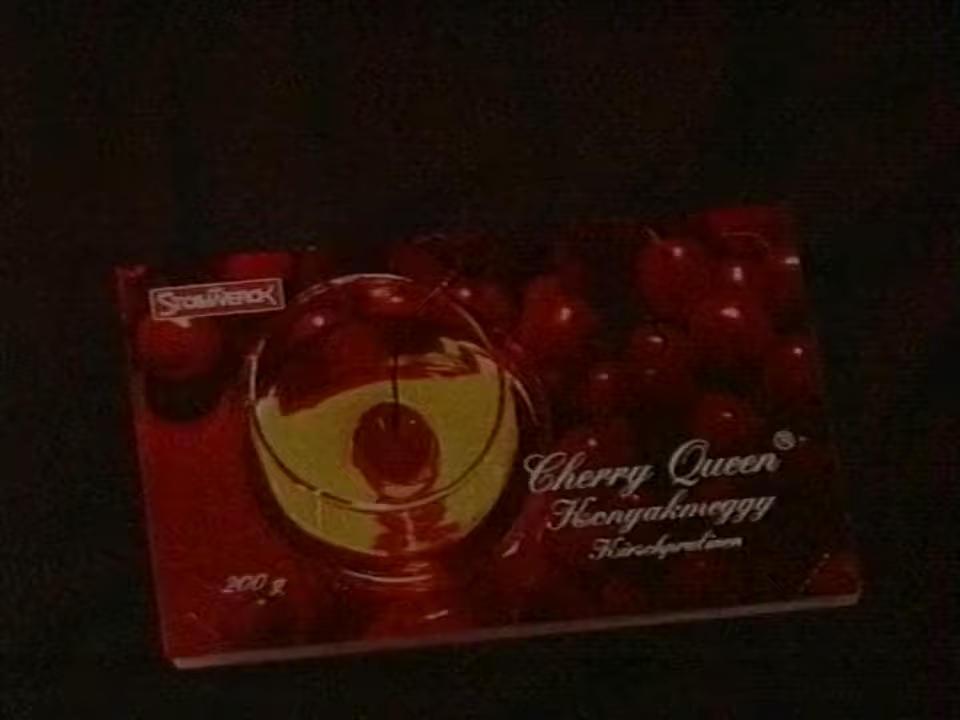 STOLLWERCK
Cherry Queen®
Konyakmeggy
Kirschpralinen
200 g